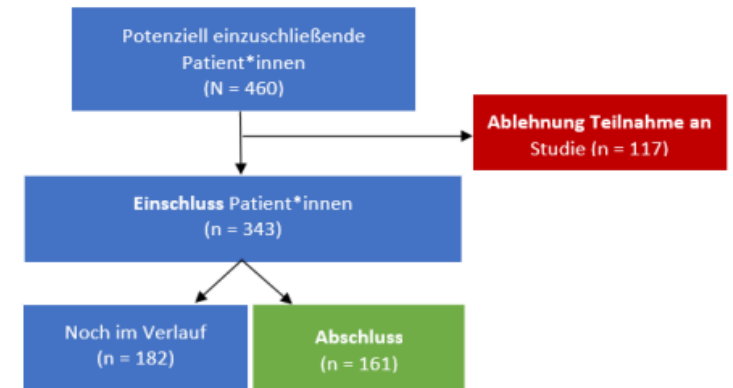 Potenziell einzuschließende
Patient*innen
(N = 460)
Ablehnung Teilnahme an
Studie (n = 117)
Einschluss Patient*innen
(n = 343)
Noch im Verlauf
(n = 182)
Abschluss
(n = 161)